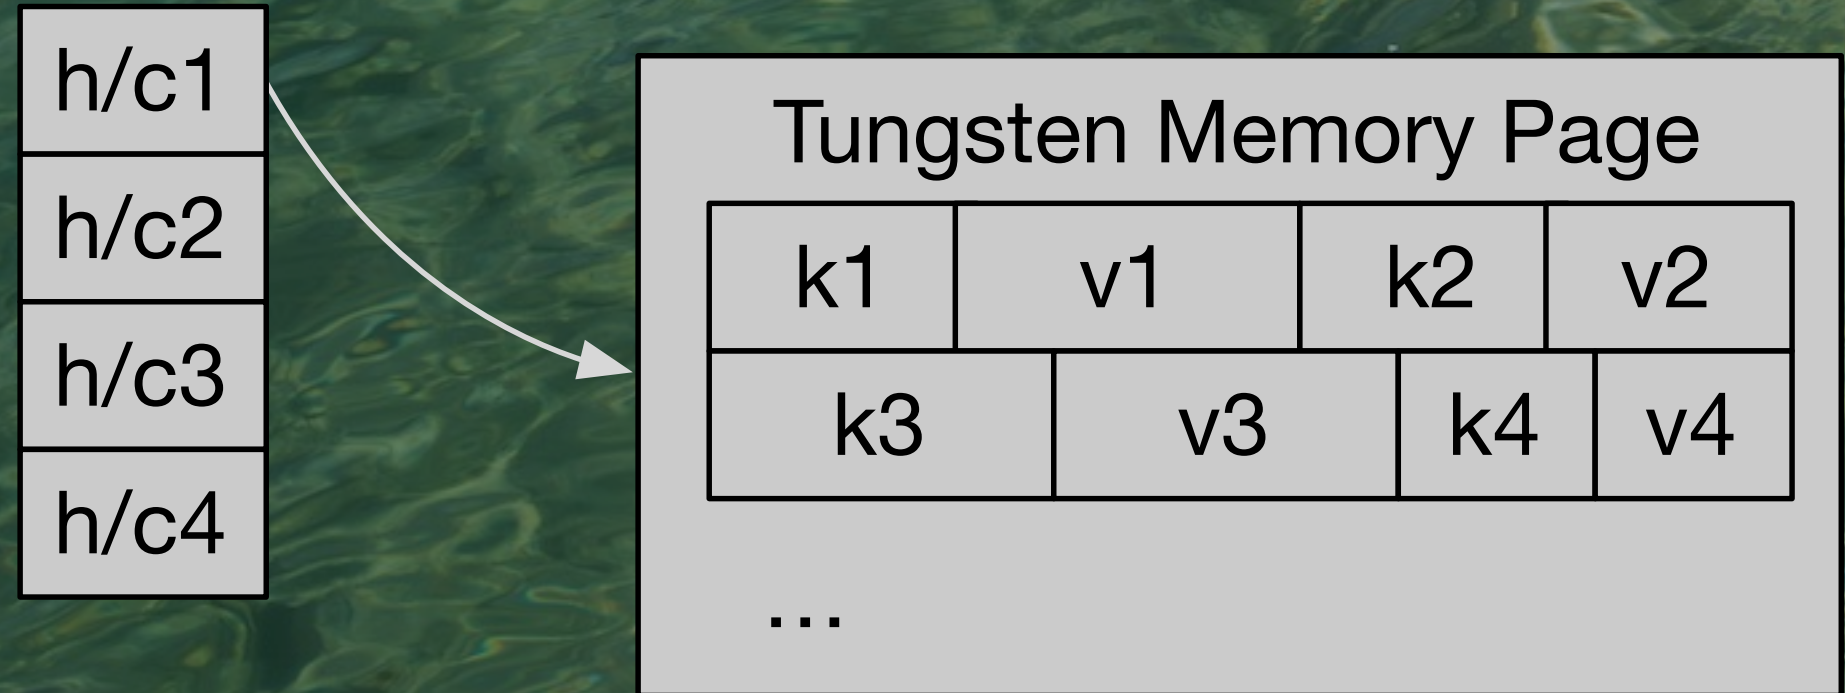 h/c1
h/c2
h/c3
h/c4
Tungsten Memory Page
k1 v1 k2 v2
k3 v3 k4 v4
...